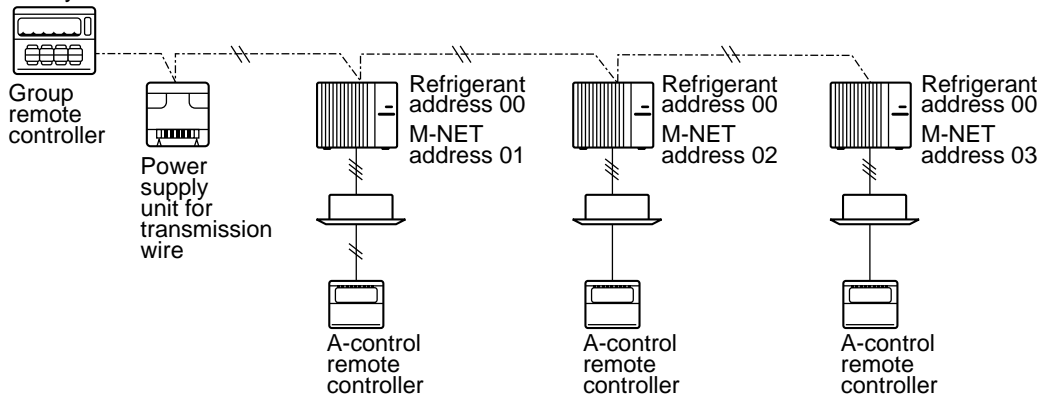 Group
remote
controller
Power
supply
unit for
transmission
wire
Refrigerant
address 00
M-NET
address 01
Refrigerant
address 00
M-NET
address 02
Refrigerant
address 00
M-NET
address 03
A-control
remote
controller
A-control
remote
controller
A-control
remote
controller